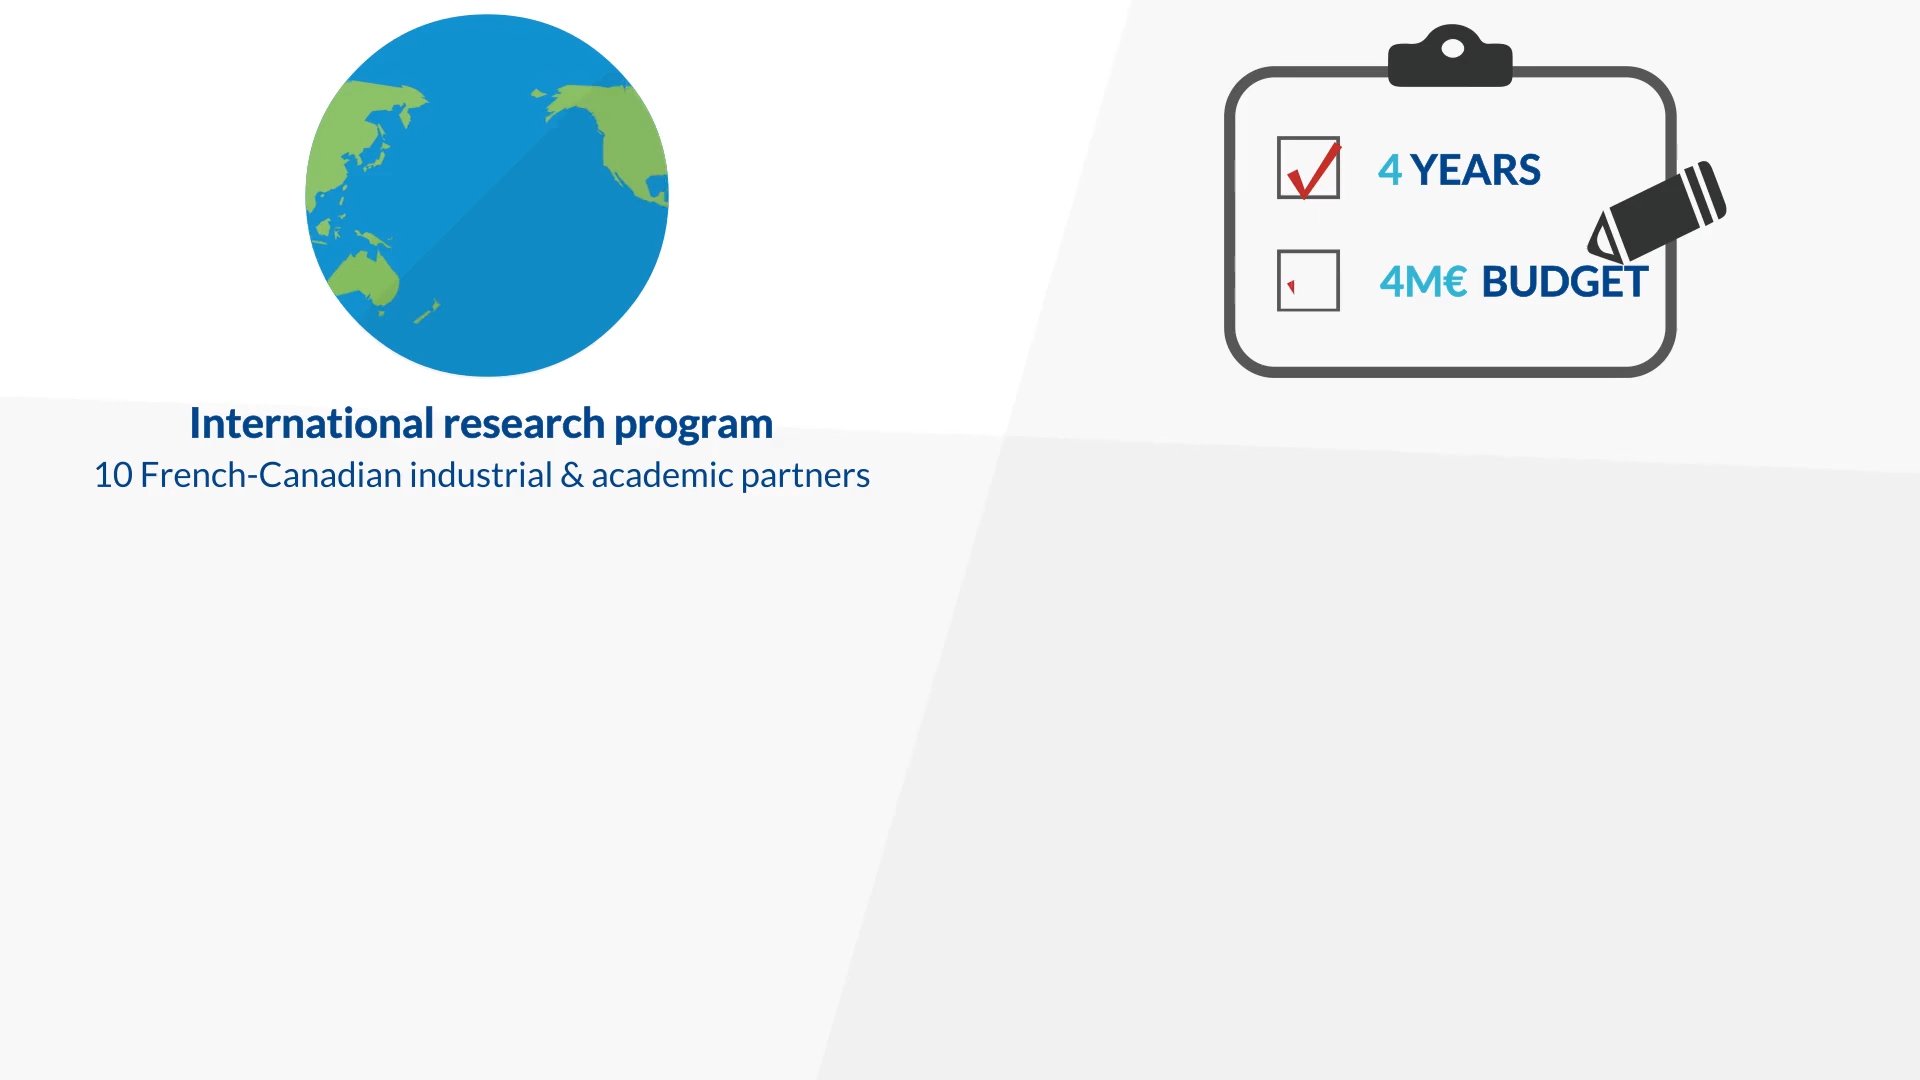 International research program
10 French-Canadian industrial & academic partners
4 YEARS
4M€ BUDGET